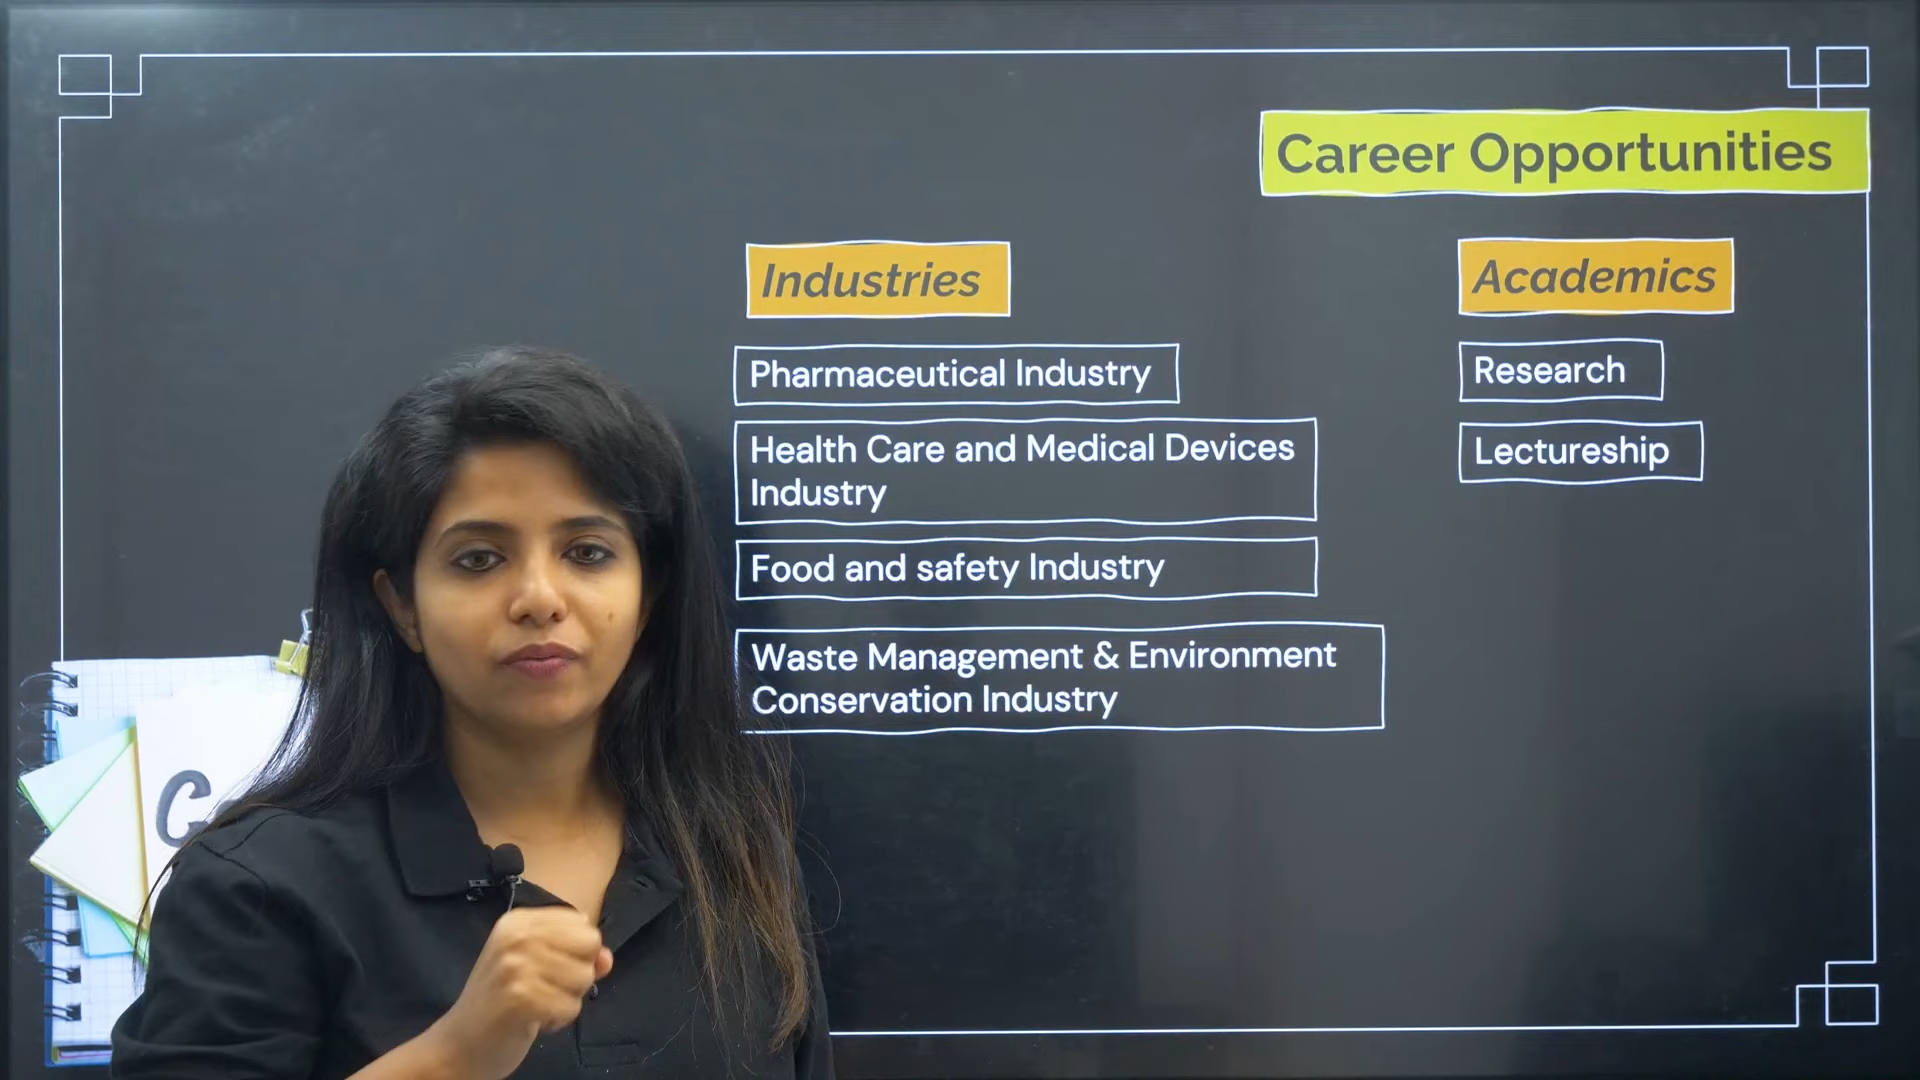 Career Opportunities
Industries
Pharmaceutical Industry
Health Care and Medical Devices
Industry
Food and safety Industry
Waste Management & Environment
Conservation Industry
Academics
Research
Lectureship